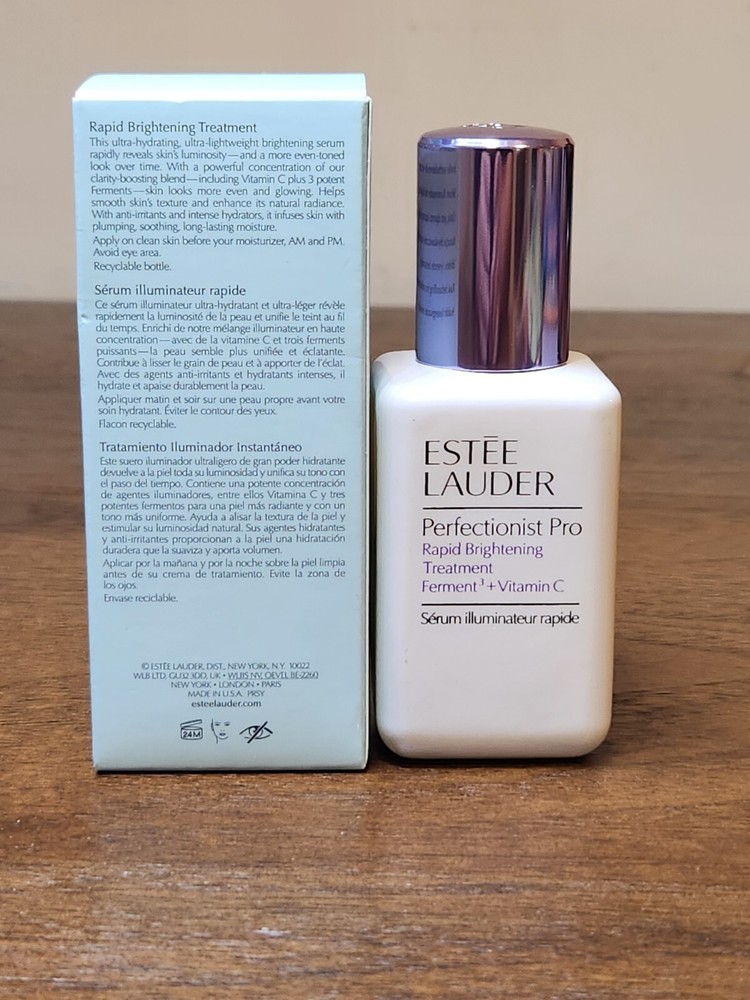 Rapid Brightening Treatment
This ultra-hydrating, ultra-lightweight brightening serum
rapidly reveals skin's luminosity—and a more even-toned
look over time. With a powerful concentration of our
clarity-boosting blend—including Vitamin C plus 3 potent
Ferments—skin looks more even and glowing. Helps
smooth skin's texture and enhance its natural radiance.
With anti-irritants and intense hydrators, it infuses skin with
plumping, soothing, long-lasting moisture.
Apply on clean skin before your moisturizer, AM and PM.
Avoid eye area.
Recyclable bottle.
Sérum illuminateur rapide
Ce sérum illuminateur ultra-hydratant et ultra-léger révèle
rapidement la luminosité de la peau et unifie le teint au fil
du temps. Enrichi de notre mélange illuminateur en haute
concentration—avec de la vitamine C et trois ferments
puissants—la peau semble plus unifiée et éclatante.
Contribue à lisser le grain de peau et à apporter de l'éclat.
Avec des agents anti-irritants et hydratants intenses, il
hydrate et apaise durablement la peau.
Appliquer matin et soir sur une peau propre avant votre
soin hydratant. Éviter le contour des yeux.
Flacon recyclable.
Tratamiento Iluminador Instantáneo
Este suero iluminador ultraligero de gran poder hidratante
devuelve a la piel toda su luminosidad y unifica su tono con
el paso del tiempo. Contiene una potente concentración
de agentes iluminadores, entre ellos Vitamina C y tres
potentes fermentos para una piel más radiante y con un
tono más uniforme. Ayuda a alisar la textura de la piel y
estimular su luminosidad natural. Sus agentes hidratantes
y anti-irritantes proporcionan a la piel una hidratación
duradera que la suaviza y aporta volumen.
Aplicar por la mañana y por la noche sobre la piel limpia
antes de su crema de tratamiento. Evite la zona de
los ojos.
Envase reciclable.
© ESTÉE LAUDER, DIST., NEW YORK, N.Y. 10022
WLB LTD, GU32 3DD, UK • WLBIS NV, OEVEL BE-2260
NEW YORK • LONDON • PARIS
MADE IN U.S.A. PRSY
esteelauder.com
24M
ESTĒE
LAUDER
Perfectionist Pro
Rapid Brightening
Treatment
Ferment³ + Vitamin C
Sérum illuminateur rapide